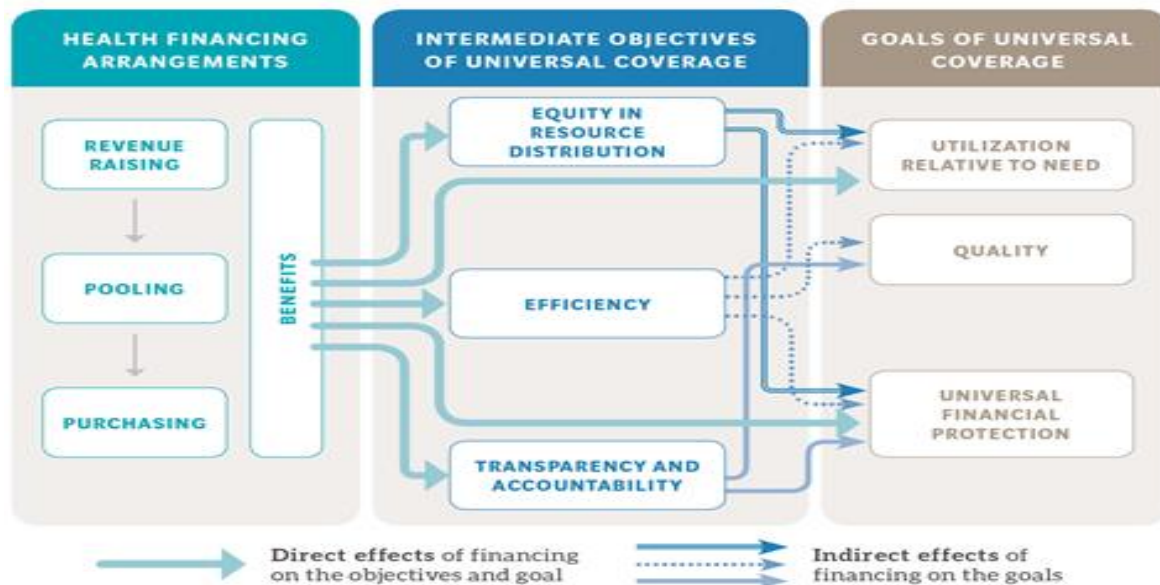 HEALTH FINANCING
ARRANGEMENTS
INTERMEDIATE OBJECTIVES
OF UNIVERSAL COVERAGE
GOALS OF UNIVERSAL
COVERAGE
REVENUE
RAISING
POOLING
PURCHASING
BENEFITS
EQUITY IN
RESOURCE
DISTRIBUTION
EFFICIENCY
TRANSPARENCY AND
ACCOUNTABILITY
UTILIZATION
RELATIVE TO NEED
QUALITY
UNIVERSAL
FINANCIAL
PROTECTION
Direct effects of financing
on the objectives and goal
Indirect effects of
financing on the goals